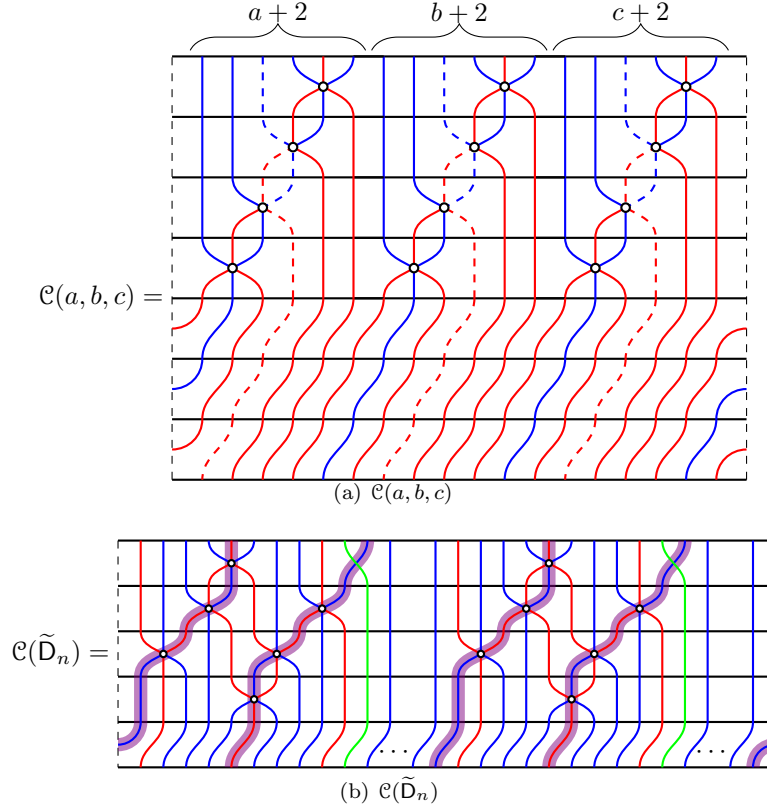 a + 2 b + 2 c + 2
𝒞(a, b, c) =
(a) 𝒞(a, b, c)
𝒞(D̃ₙ) =
· · · · · ·
(b) 𝒞(D̃ₙ)